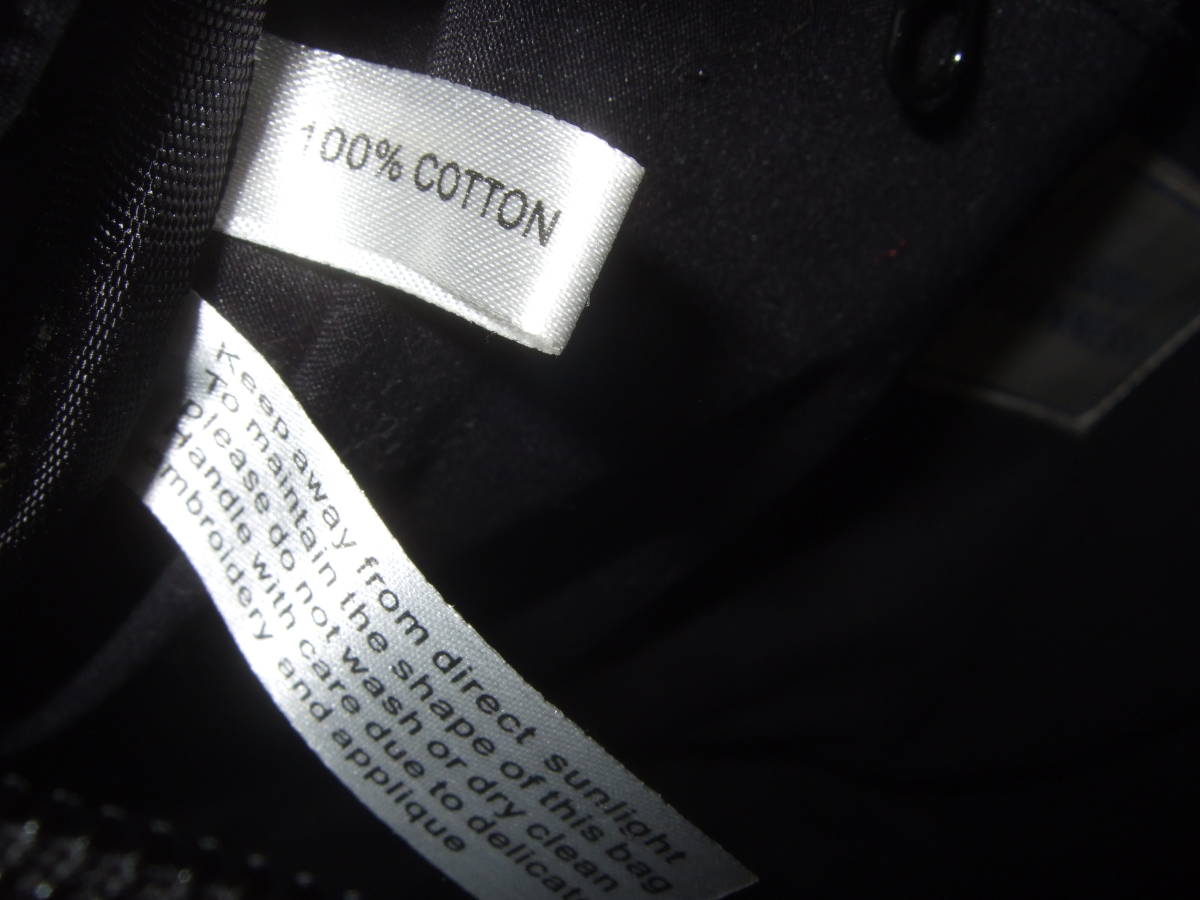 100% COTTON
Keep away from direct sunlight
To maintain the shape of this bag
please do not wash or dry clean
Handle with care due to delicat
mbroidery and applique